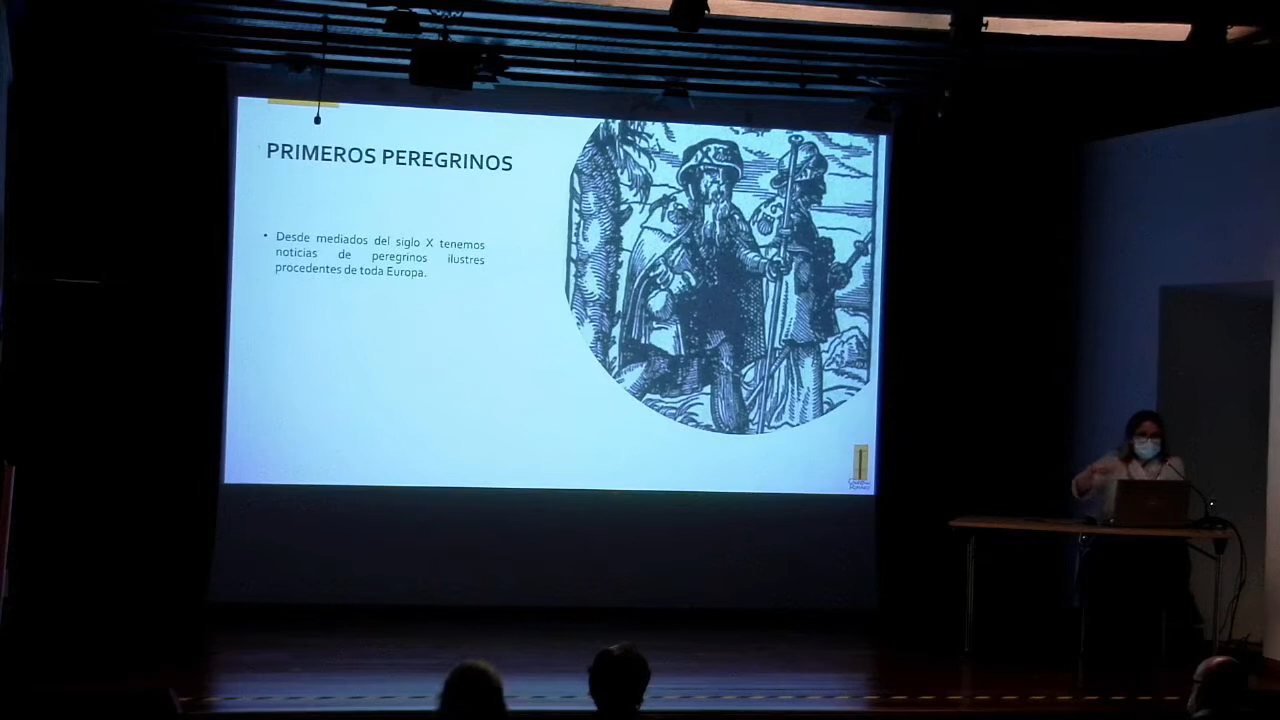 PRIMEROS PEREGRINOS
• Desde mediados del siglo X tenemos
noticias de peregrinos ilustres
procedentes de toda Europa.